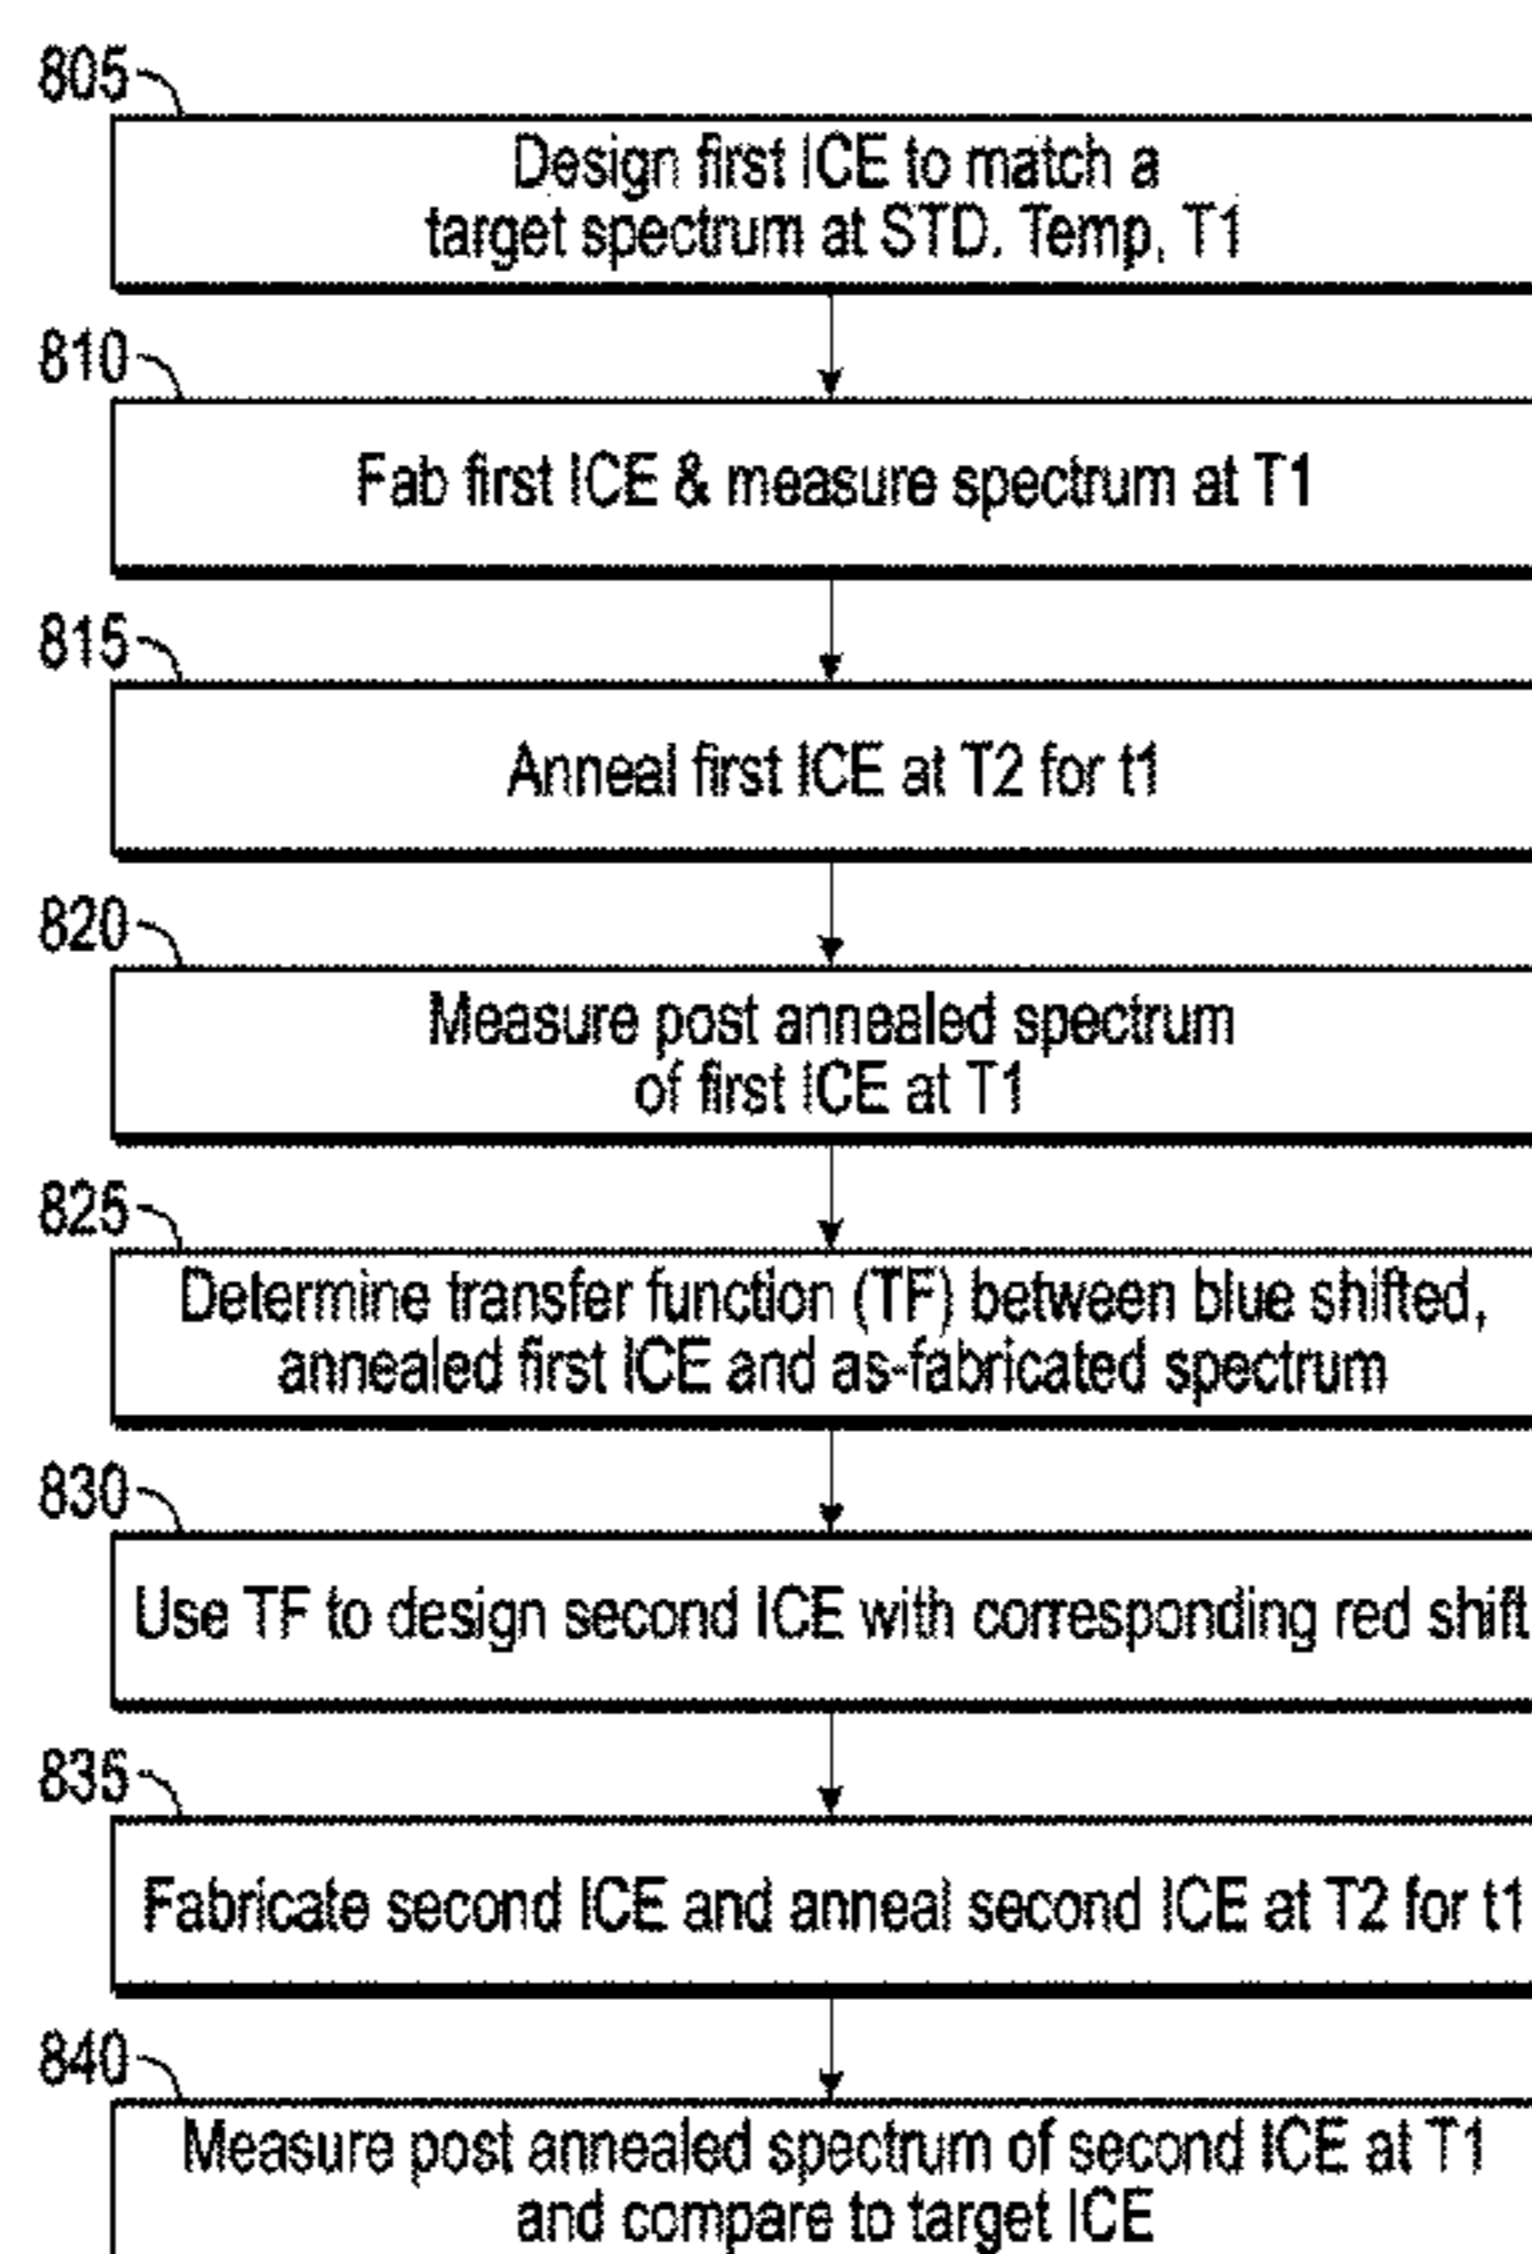 805
Design first ICE to match a
target spectrum at STD. Temp, T1
810
Fab first ICE & measure spectrum at T1
815
Anneal first ICE at T2 for t1
820
Measure post annealed spectrum
of first ICE at T1
825
Determine transfer function (TF) between blue shifted,
annealed first ICE and as-fabricated spectrum
830
Use TF to design second ICE with corresponding red shift
835
Fabricate second ICE and anneal second ICE at T2 for t1
840
Measure post annealed spectrum of second ICE at T1
and compare to target ICE